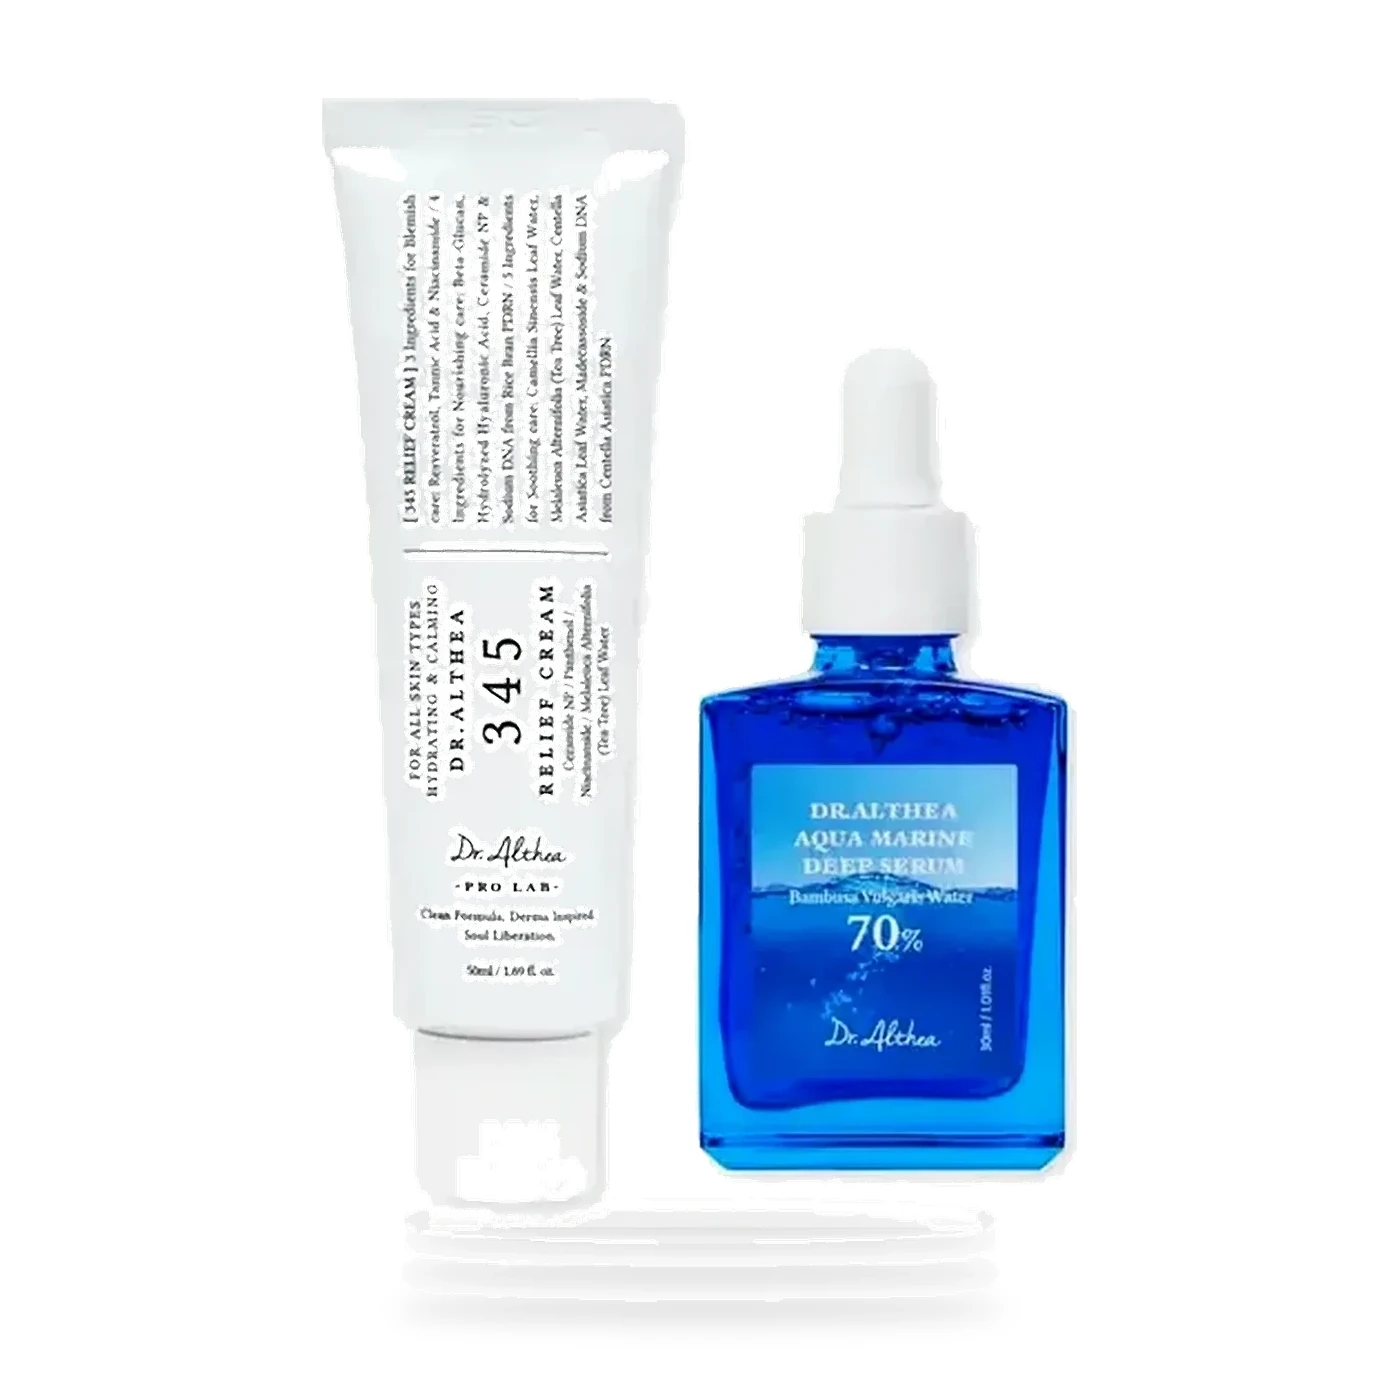 [ 345 RELIEF CREAM ] 3 Ingredients for Blemish
care: Resveratrol, Tannic Acid & Niacinamide / 4
Ingredients for Nourishing care: Beta-Glucan,
Hydrolyzed Hyaluronic Acid, Ceramide NP &
Sodium DNA from Rice Bran PDRN / 5 Ingredients
for Soothing care: Camellia Sinensis Leaf Water,
Melaleuca Alternifolia (Tea Tree) Leaf Water, Centella
Asiatica Leaf Water, Madecassoside & Sodium DNA
from Centella Asiatica PDRN
FOR ALL SKIN TYPES
HYDRATING & CALMING
DR.ALTHEA
345
RELIEF CREAM
Ceramide NP / Panthenol /
Niacinamide / Melaleuca Alternifolia
(Tea Tree) Leaf Water
Dr.Althea
-PRO LAB-
Clean Formula, Derma Inspired
Soul Liberation.
50ml / 1.69 fl. oz.
DR.ALTHEA
AQUA MARINE
DEEP SERUM
Bambusa Vulgaris Water
70%
30ml / 1.01fl.oz.
Dr.Althea